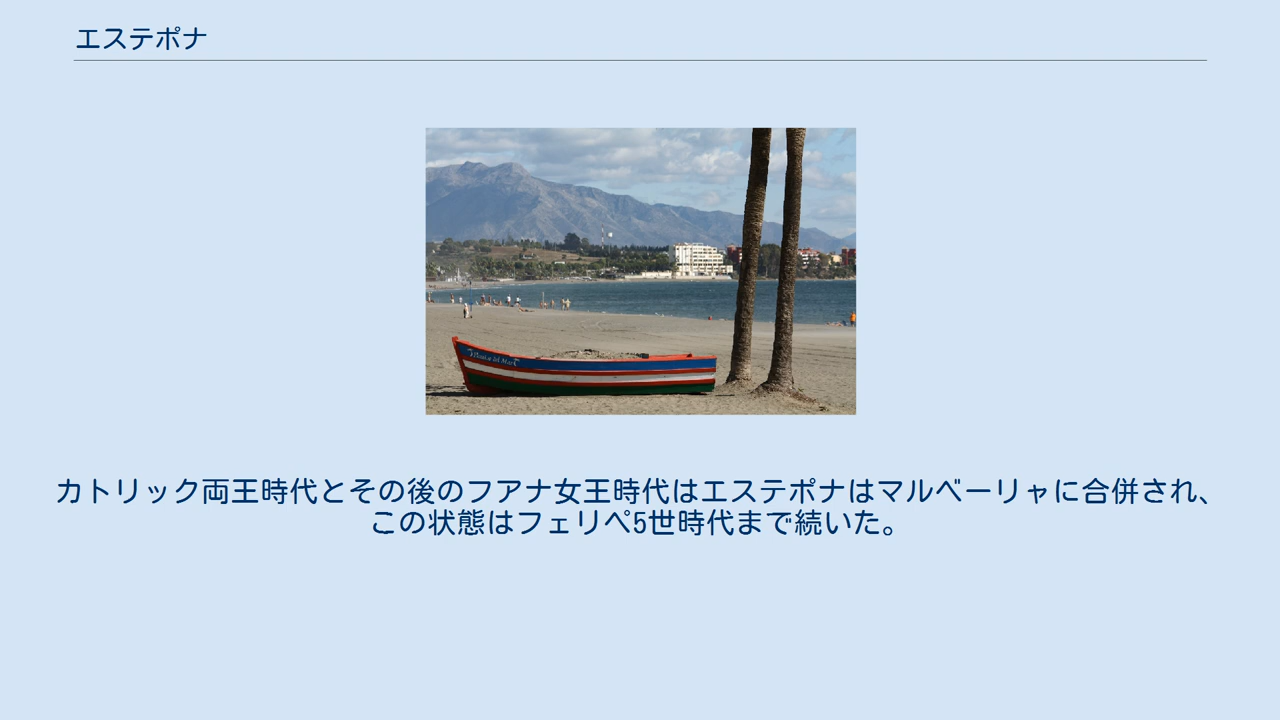 エステポナ
カトリック両王時代とその後のフアナ女王時代はエステポナはマルベーリャに合併され、
この状態はフェリペ5世時代まで続いた。